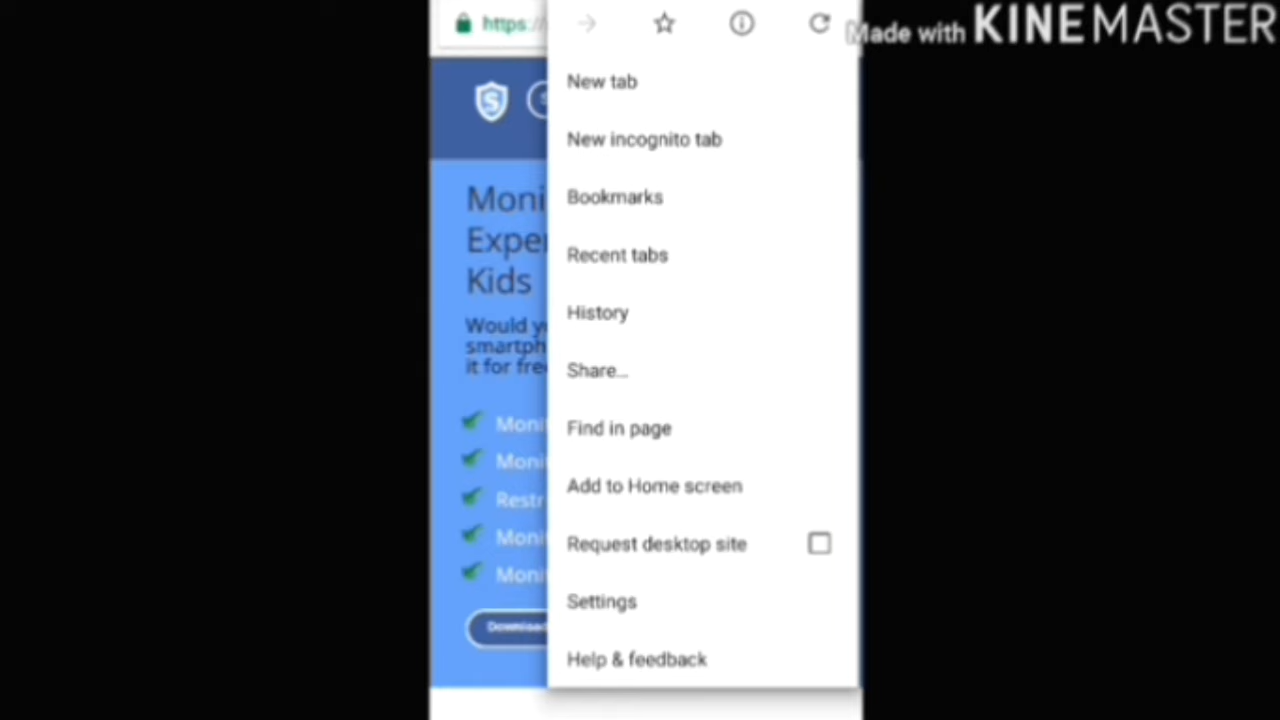 https://
Made with KINEMASTER
New tab
New incognito tab
Bookmarks
Recent tabs
History
Share...
Find in page
Add to Home screen
Request desktop site
Settings
Help & feedback
S
Moni
Exper
Kids
Would y
smartph
it for fre
Moni
Moni
Restr
Moni
Moni
Download